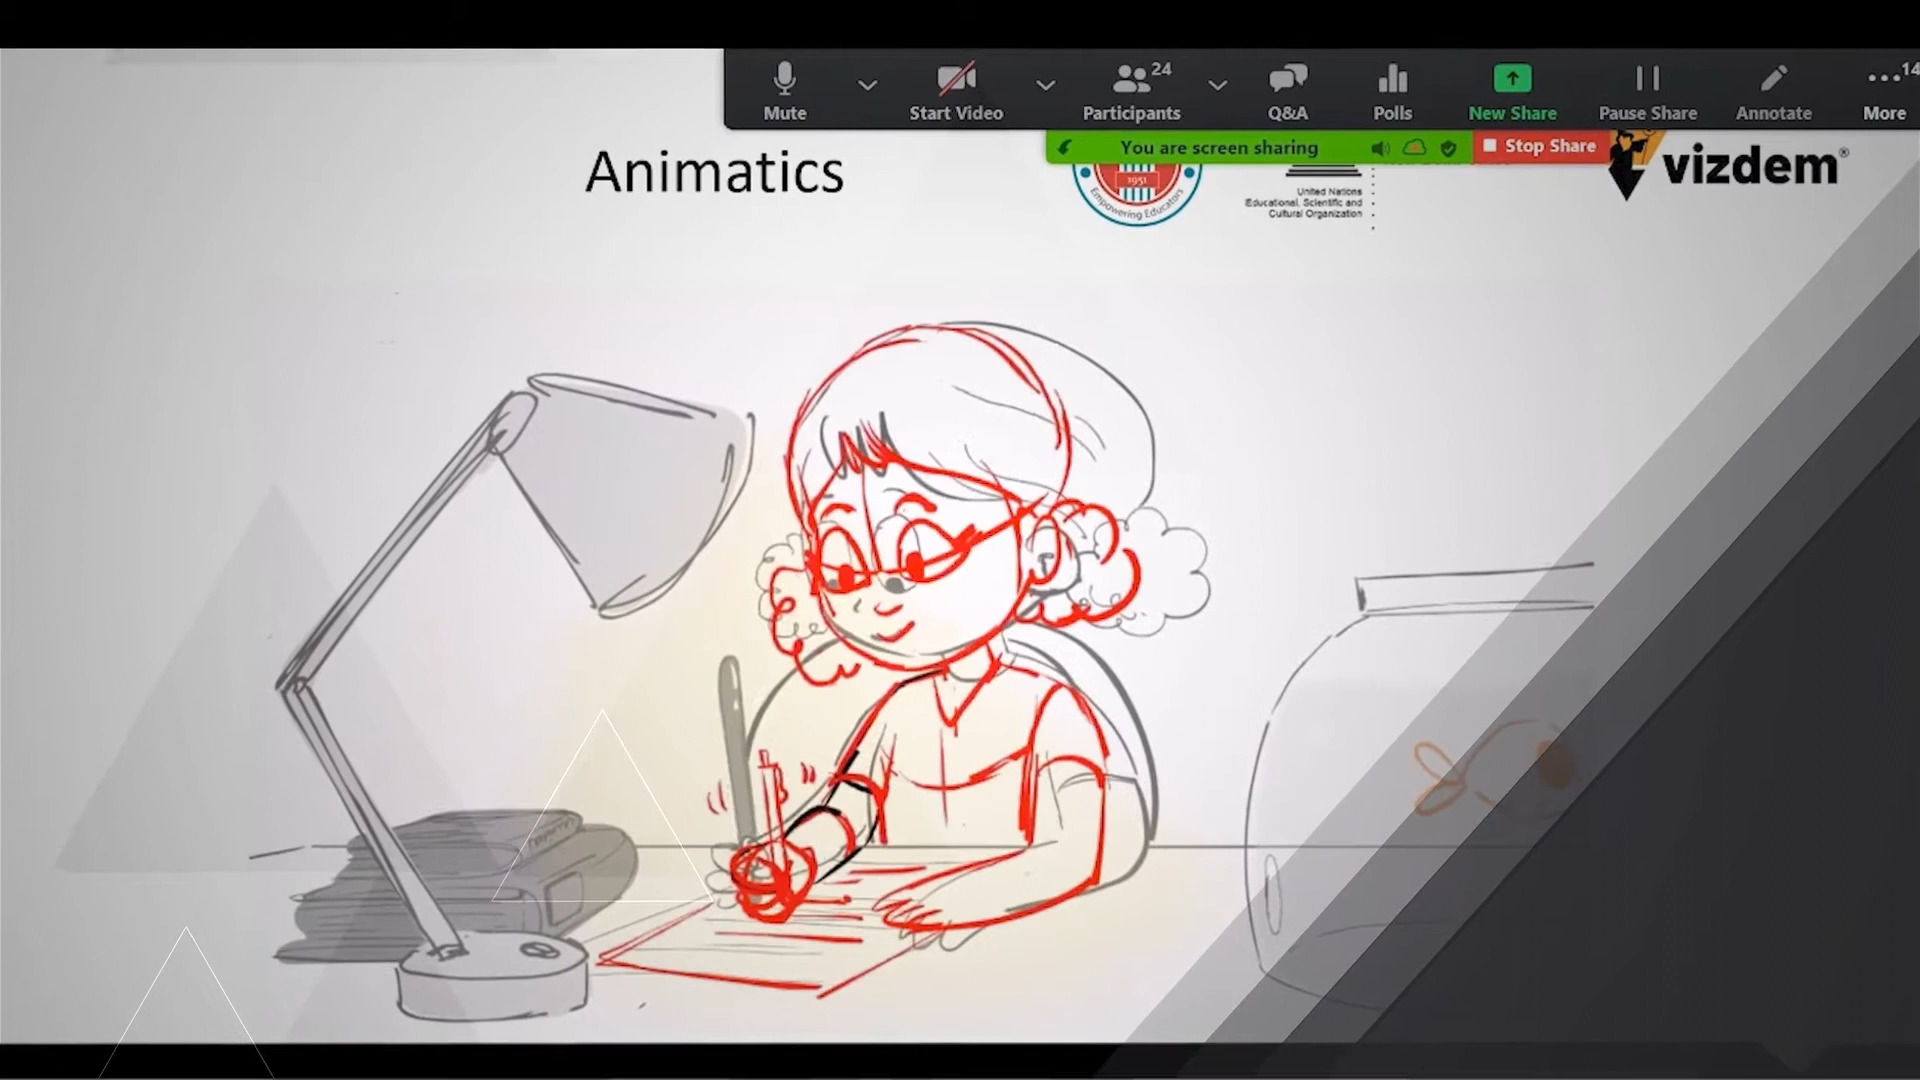 24
14
Mute
Start Video
Participants
Q&A
Polls
New Share
Pause Share
Annotate
More
You are screen sharing
Stop Share
Animatics
1951
Empowering Educators
United Nations
Educational, Scientific and
Cultural Organization
vizdem®